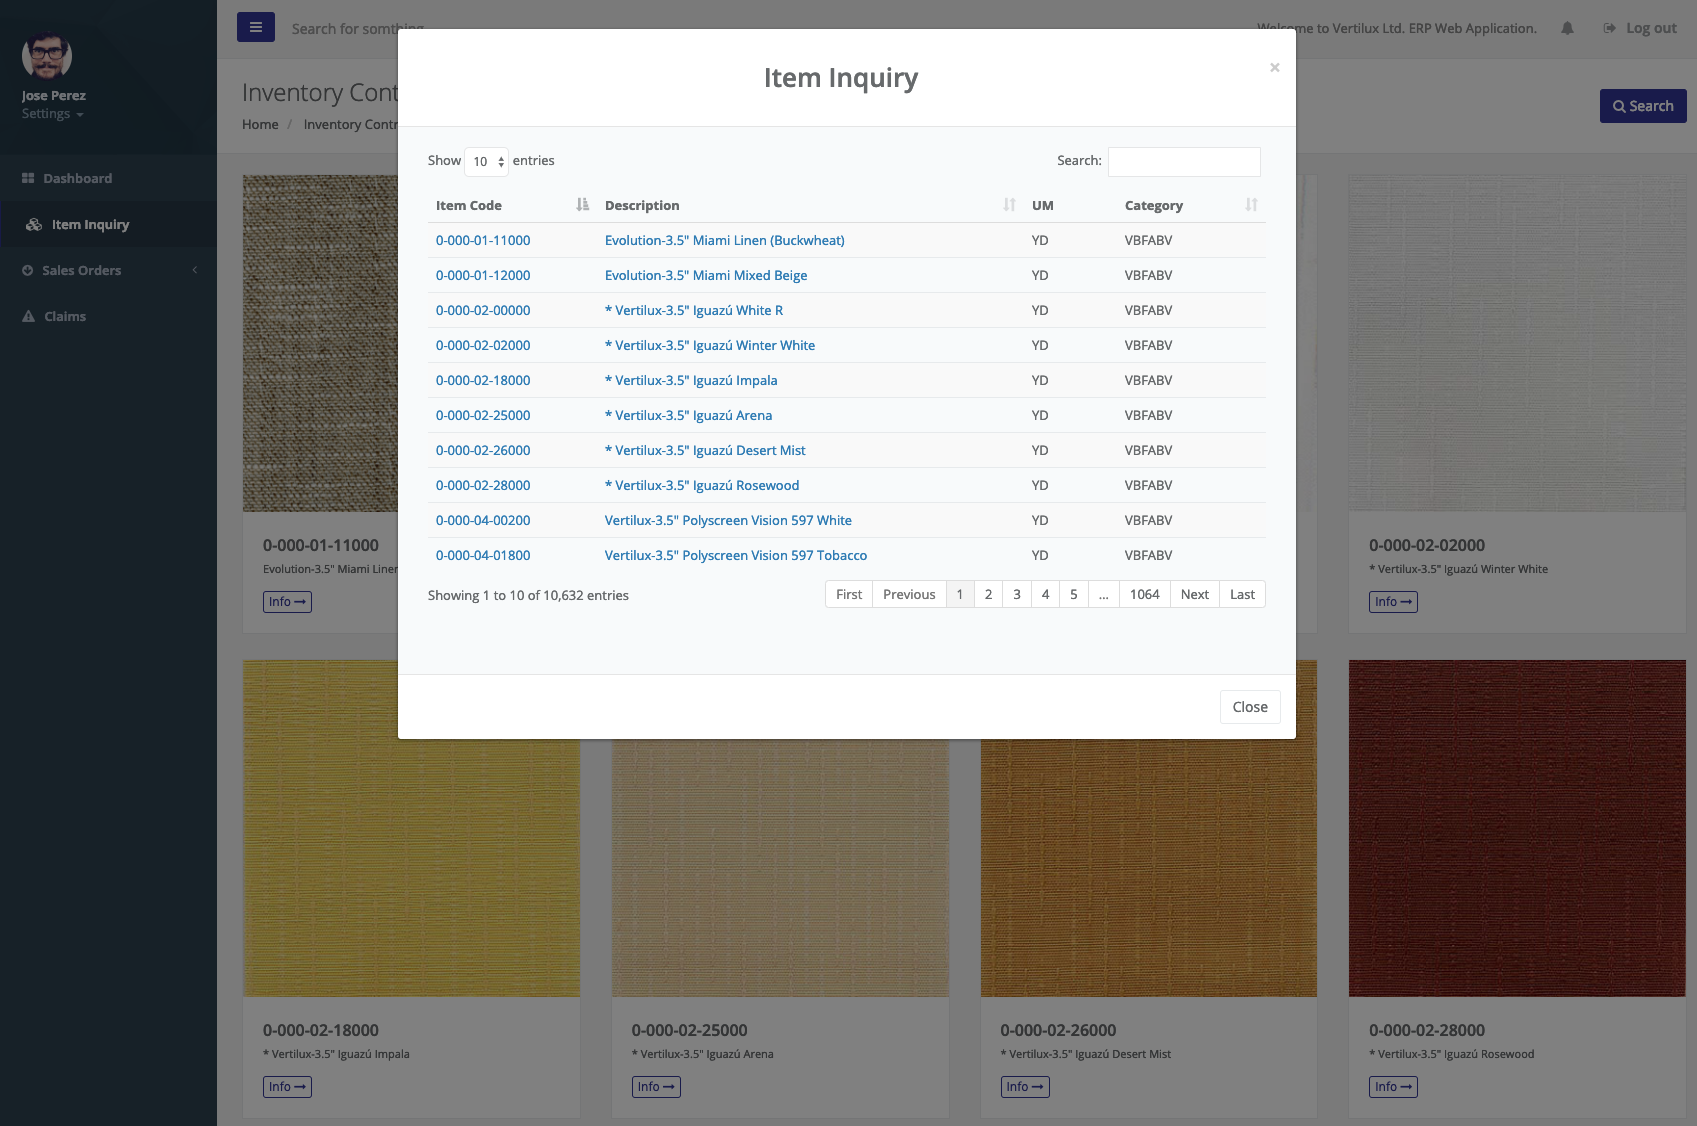 Jose Perez
Settings
Dashboard
Item Inquiry
Sales Orders
Claims
Search for somthing
Welcome to Vertilux Ltd. ERP Web Application.
Log out
Inventory Cont
Home / Inventory Contr
Search
Item Inquiry
×
Show 10 entries
Search:
Item Code Description UM Category
0-000-01-11000 Evolution-3.5" Miami Linen (Buckwheat) YD VBFABV
0-000-01-12000 Evolution-3.5" Miami Mixed Beige YD VBFABV
0-000-02-00000 * Vertilux-3.5" Iguazú White R YD VBFABV
0-000-02-02000 * Vertilux-3.5" Iguazú Winter White YD VBFABV
0-000-02-18000 * Vertilux-3.5" Iguazú Impala YD VBFABV
0-000-02-25000 * Vertilux-3.5" Iguazú Arena YD VBFABV
0-000-02-26000 * Vertilux-3.5" Iguazú Desert Mist YD VBFABV
0-000-02-28000 * Vertilux-3.5" Iguazú Rosewood YD VBFABV
0-000-04-00200 Vertilux-3.5" Polyscreen Vision 597 White YD VBFABV
0-000-04-01800 Vertilux-3.5" Polyscreen Vision 597 Tobacco YD VBFABV
Showing 1 to 10 of 10,632 entries
First Previous 1 2 3 4 5 ... 1064 Next Last
Close
0-000-01-11000
Evolution-3.5" Miami Linen
Info
0-000-02-02000
* Vertilux-3.5" Iguazú Winter White
Info
0-000-02-18000
* Vertilux-3.5" Iguazú Impala
Info
0-000-02-25000
* Vertilux-3.5" Iguazú Arena
Info
0-000-02-26000
* Vertilux-3.5" Iguazú Desert Mist
Info
0-000-02-28000
* Vertilux-3.5" Iguazú Rosewood
Info